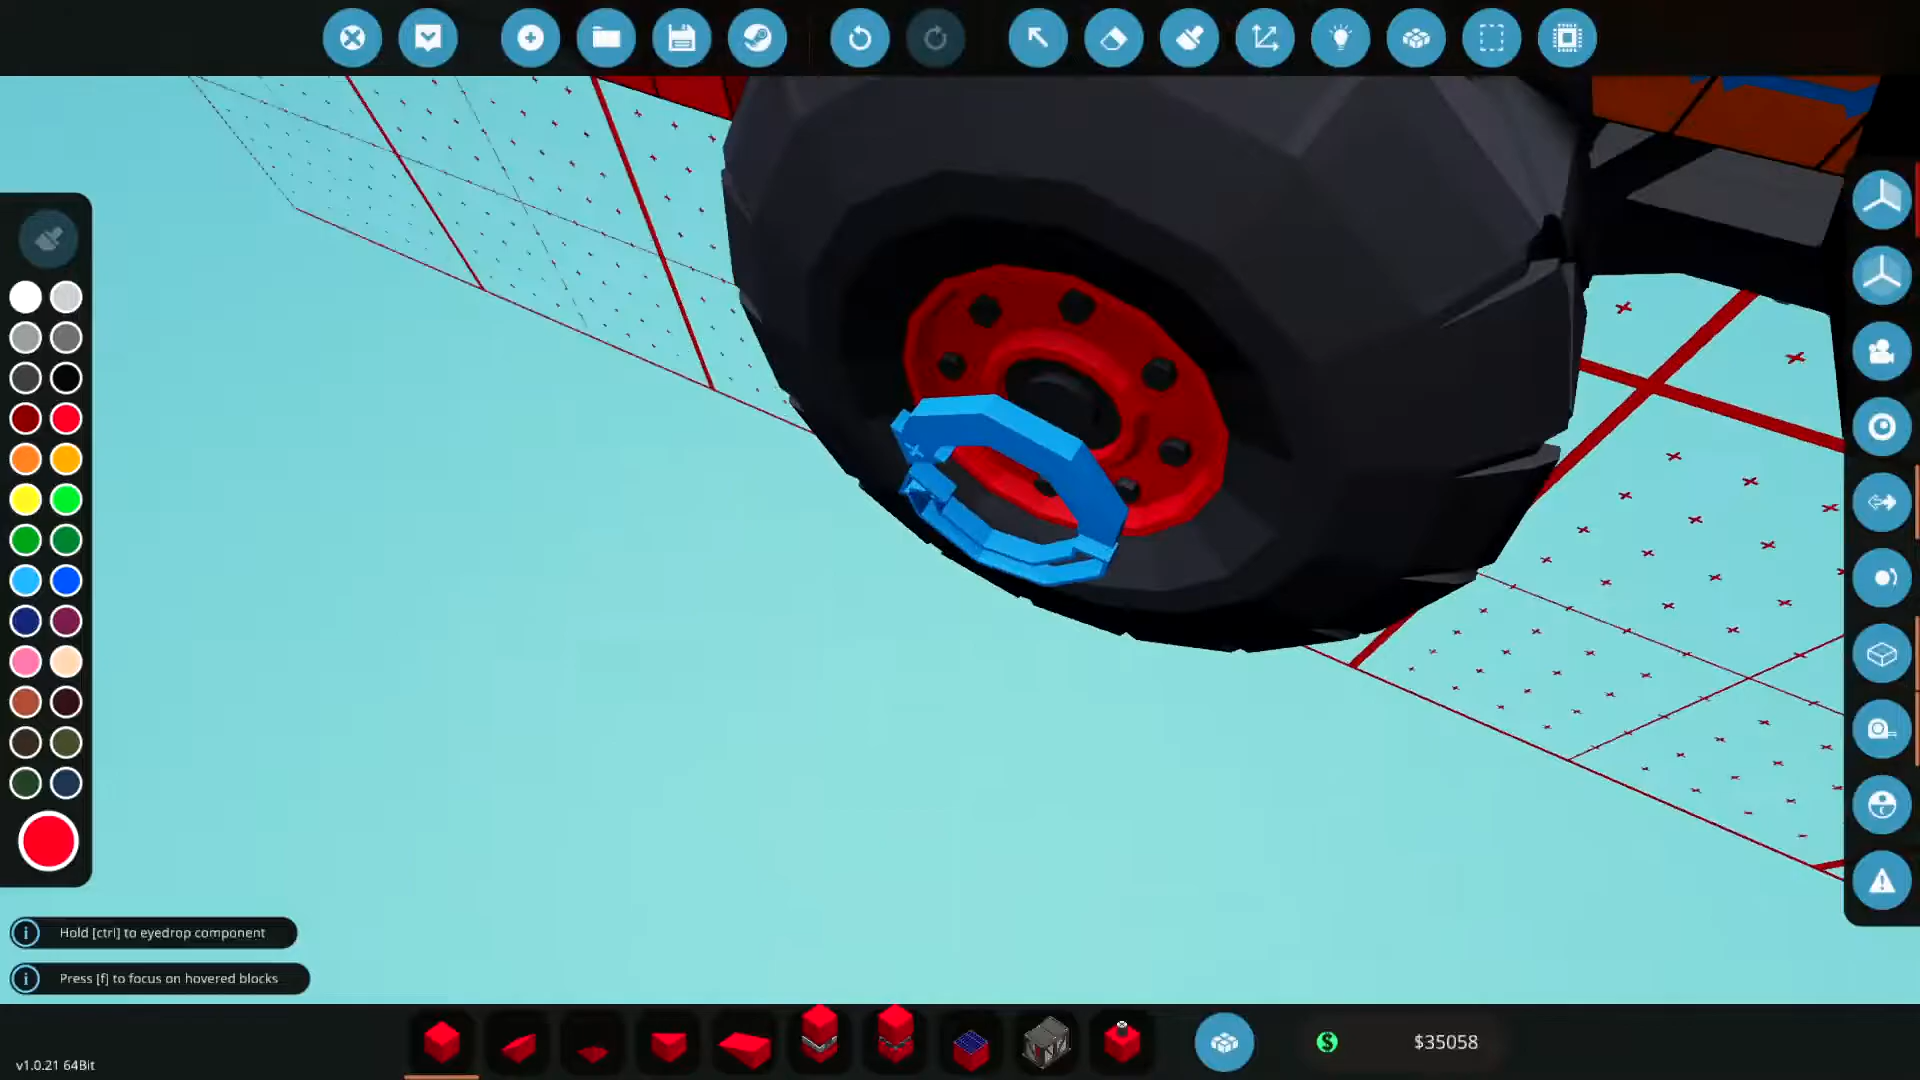 Hold [ctrl] to eyedrop component
Press [f] to focus on hovered blocks
v1.0.21 64Bit
$
$35058